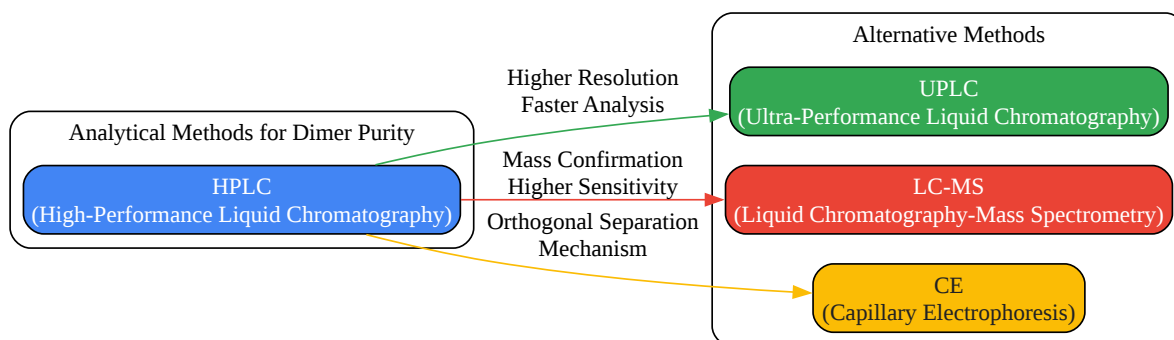 Analytical Methods for Dimer Purity
HPLC
(High-Performance Liquid Chromatography)
Higher Resolution
Faster Analysis
Mass Confirmation
Higher Sensitivity
Orthogonal Separation
Mechanism
Alternative Methods
UPLC
(Ultra-Performance Liquid Chromatography)
LC-MS
(Liquid Chromatography-Mass Spectrometry)
CE
(Capillary Electrophoresis)